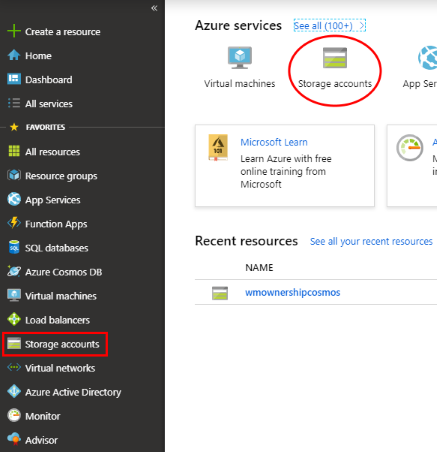 «
Create a resource
Home
Dashboard
All services
FAVORITES
All resources
Resource groups
App Services
Function Apps
SQL databases
Azure Cosmos DB
Virtual machines
Load balancers
Storage accounts
Virtual networks
Azure Active Directory
Monitor
Advisor
Azure services See all (100+)
Virtual machines Storage accounts App Ser
Microsoft Learn
Learn Azure with free
online training from
Microsoft
A
Recent resources See all your recent resources
NAME
wmownershipcosmos